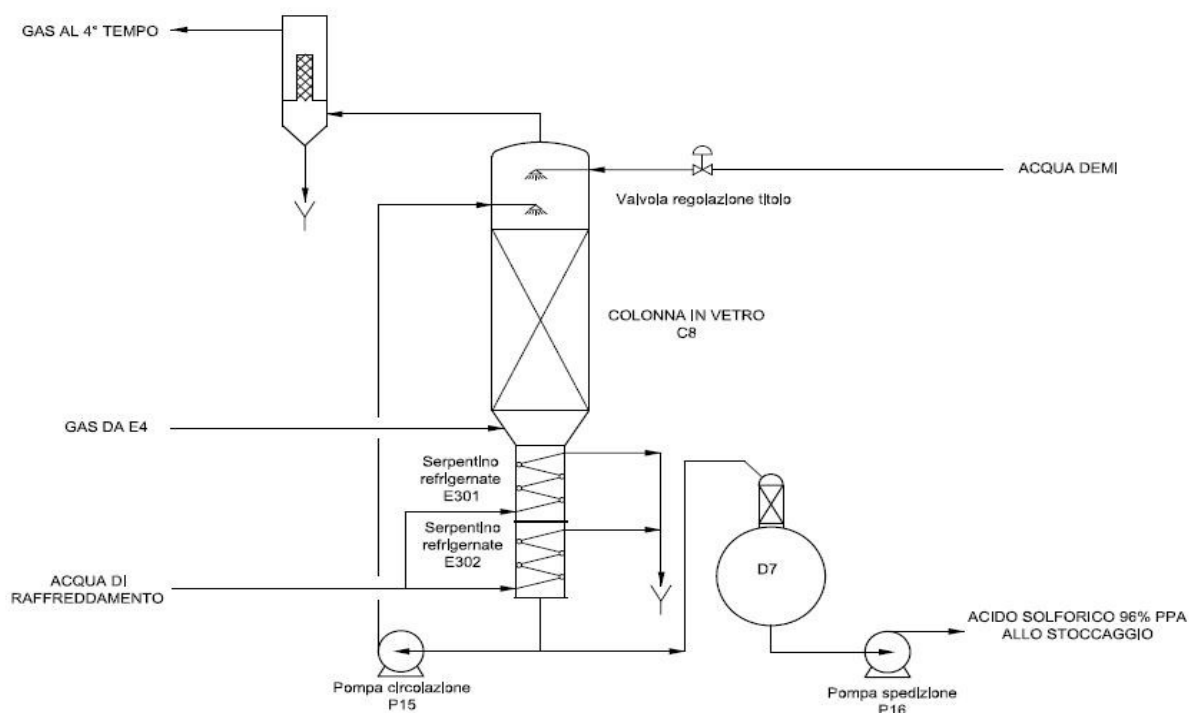 GAS AL 4° TEMPO
ACQUA DEMI
Valvola regolazione titolo
COLONNA IN VETRO
C8
GAS DA E4
Serpentino
refrigernate
E301
Serpentino
refrigernate
E302
ACQUA DI
RAFFREDDAMENTO
D7
ACIDO SOLFORICO 96% PPA
ALLO STOCCAGGIO
Pompa circolazione
P15
Pompa spedizione
P16